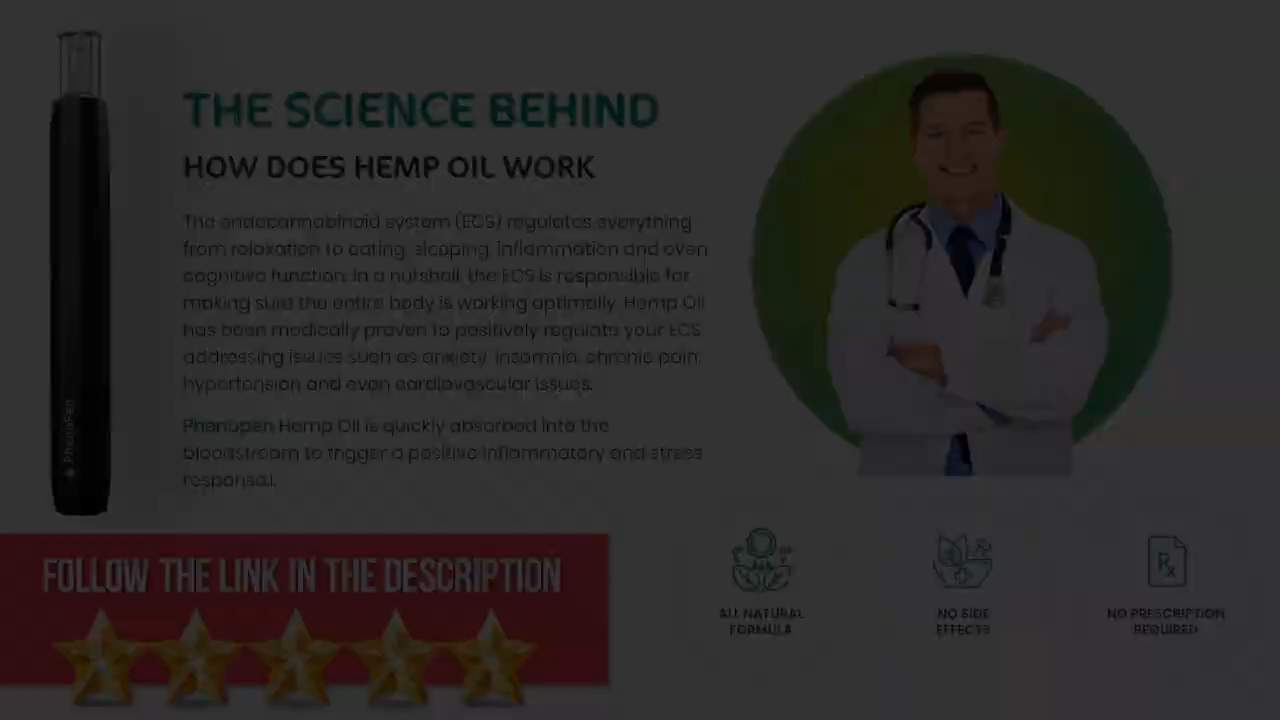 THE SCIENCE BEHIND
HOW DOES HEMP OIL WORK
The endocannabinoid system (ECS) regulates everything
from relaxation to eating, sleeping, inflammation and even
cognitive function. In a nutshell, the ECS is responsible for
making sure the entire body is working optimally. Hemp Oil
has been medically proven to positively regulate your ECS
addressing issues such as anxiety, insomnia, chronic pain,
hypertension and even cardiovascular issues.
Phenopen Hemp Oil is quickly absorbed into the
bloodstream to trigger a positive inflammatory and stress
response.
PhenoPen
FOLLOW THE LINK IN THE DESCRIPTION
ALL NATURAL
FORMULA
NO SIDE
EFFECTS
Rx
NO PRESCRIPTION
REQUIRED